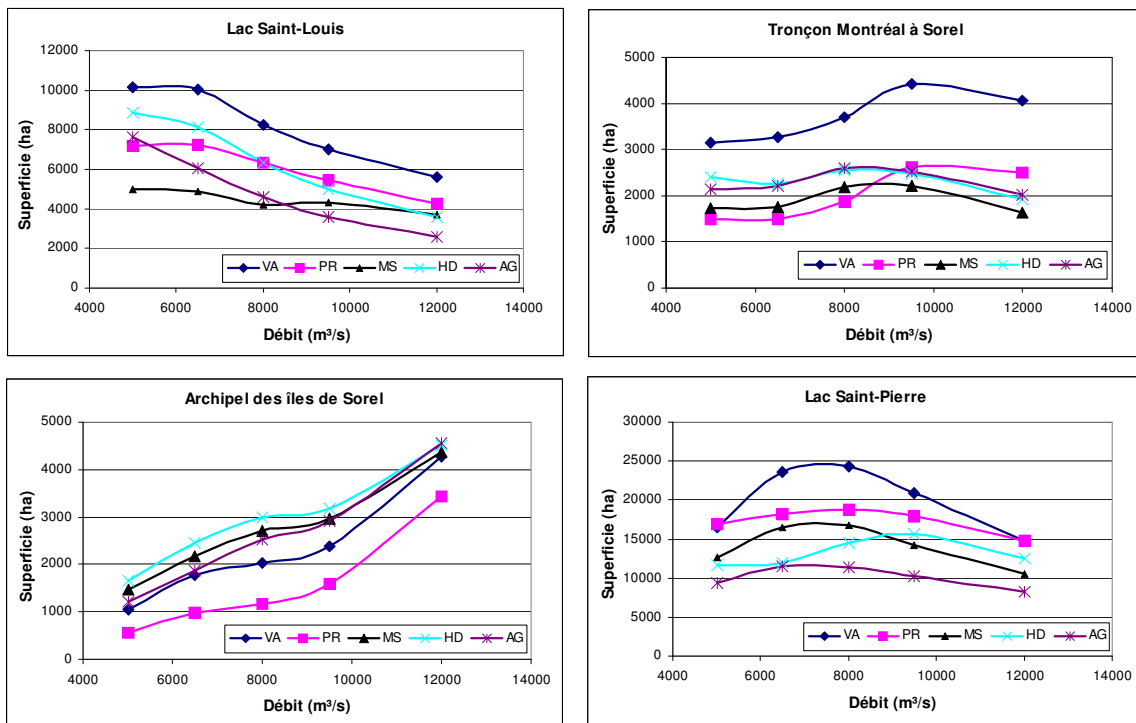 Lac Saint-Louis
Superficie (ha)
12000
10000
8000
6000
4000
2000
0
VA PR MS HD AG
4000 6000 8000 10000 12000 14000
Débit (m³/s)
Tronçon Montréal à Sorel
Superficie (ha)
5000
4000
3000
2000
1000
0
VA PR MS HD AG
4000 6000 8000 10000 12000 14000
Débit (m³/s)
Archipel des îles de Sorel
Superficie (ha)
5000
4000
3000
2000
1000
0
VA PR MS HD AG
4000 6000 8000 10000 12000 14000
Débit (m³/s)
Lac Saint-Pierre
Superficie (ha)
30000
25000
20000
15000
10000
5000
0
VA PR MS HD AG
4000 6000 8000 10000 12000 14000
Débit (m³/s)